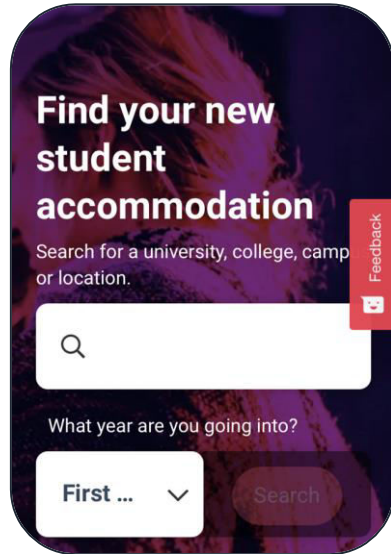 Find your new
student
accommodation
Search for a university, college, camp
or location.
Feedback
What year are you going into?
First ...
Search